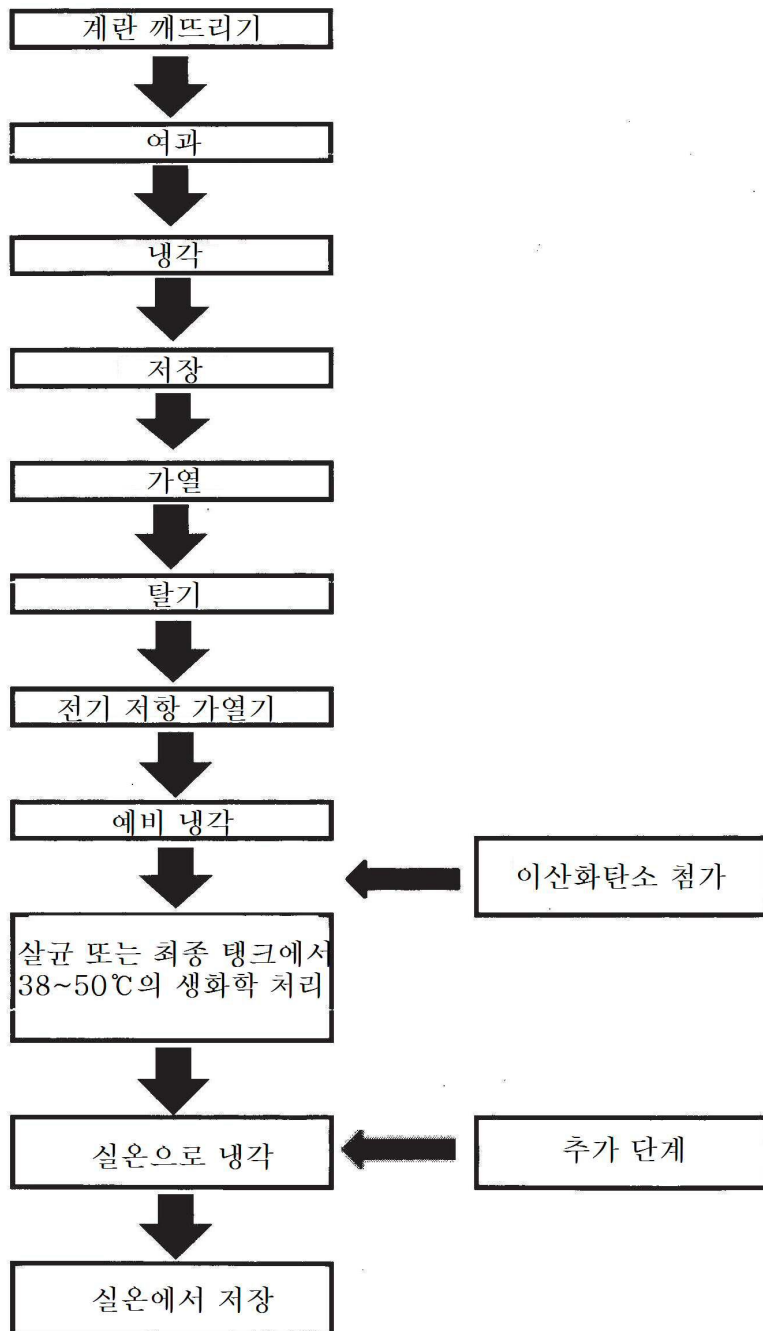 계란 깨뜨리기
여과
냉각
저장
가열
탈기
전기 저항 가열기
예비 냉각
이산화탄소 첨가
살균 또는 최종 탱크에서
38~50℃의 생화학 처리
실온으로 냉각
추가 단계
실온에서 저장